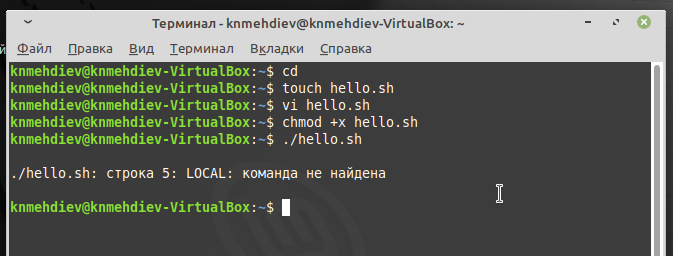 Терминал - knmehdiev@knmehdiev-VirtualBox: ~
Файл Правка Вид Терминал Вкладки Справка
knmehdiev@knmehdiev-VirtualBox:~$ cd
knmehdiev@knmehdiev-VirtualBox:~$ touch hello.sh
knmehdiev@knmehdiev-VirtualBox:~$ vi hello.sh
knmehdiev@knmehdiev-VirtualBox:~$ chmod +x hello.sh
knmehdiev@knmehdiev-VirtualBox:~$ ./hello.sh
./hello.sh: строка 5: LOCAL: команда не найдена
knmehdiev@knmehdiev-VirtualBox:~$